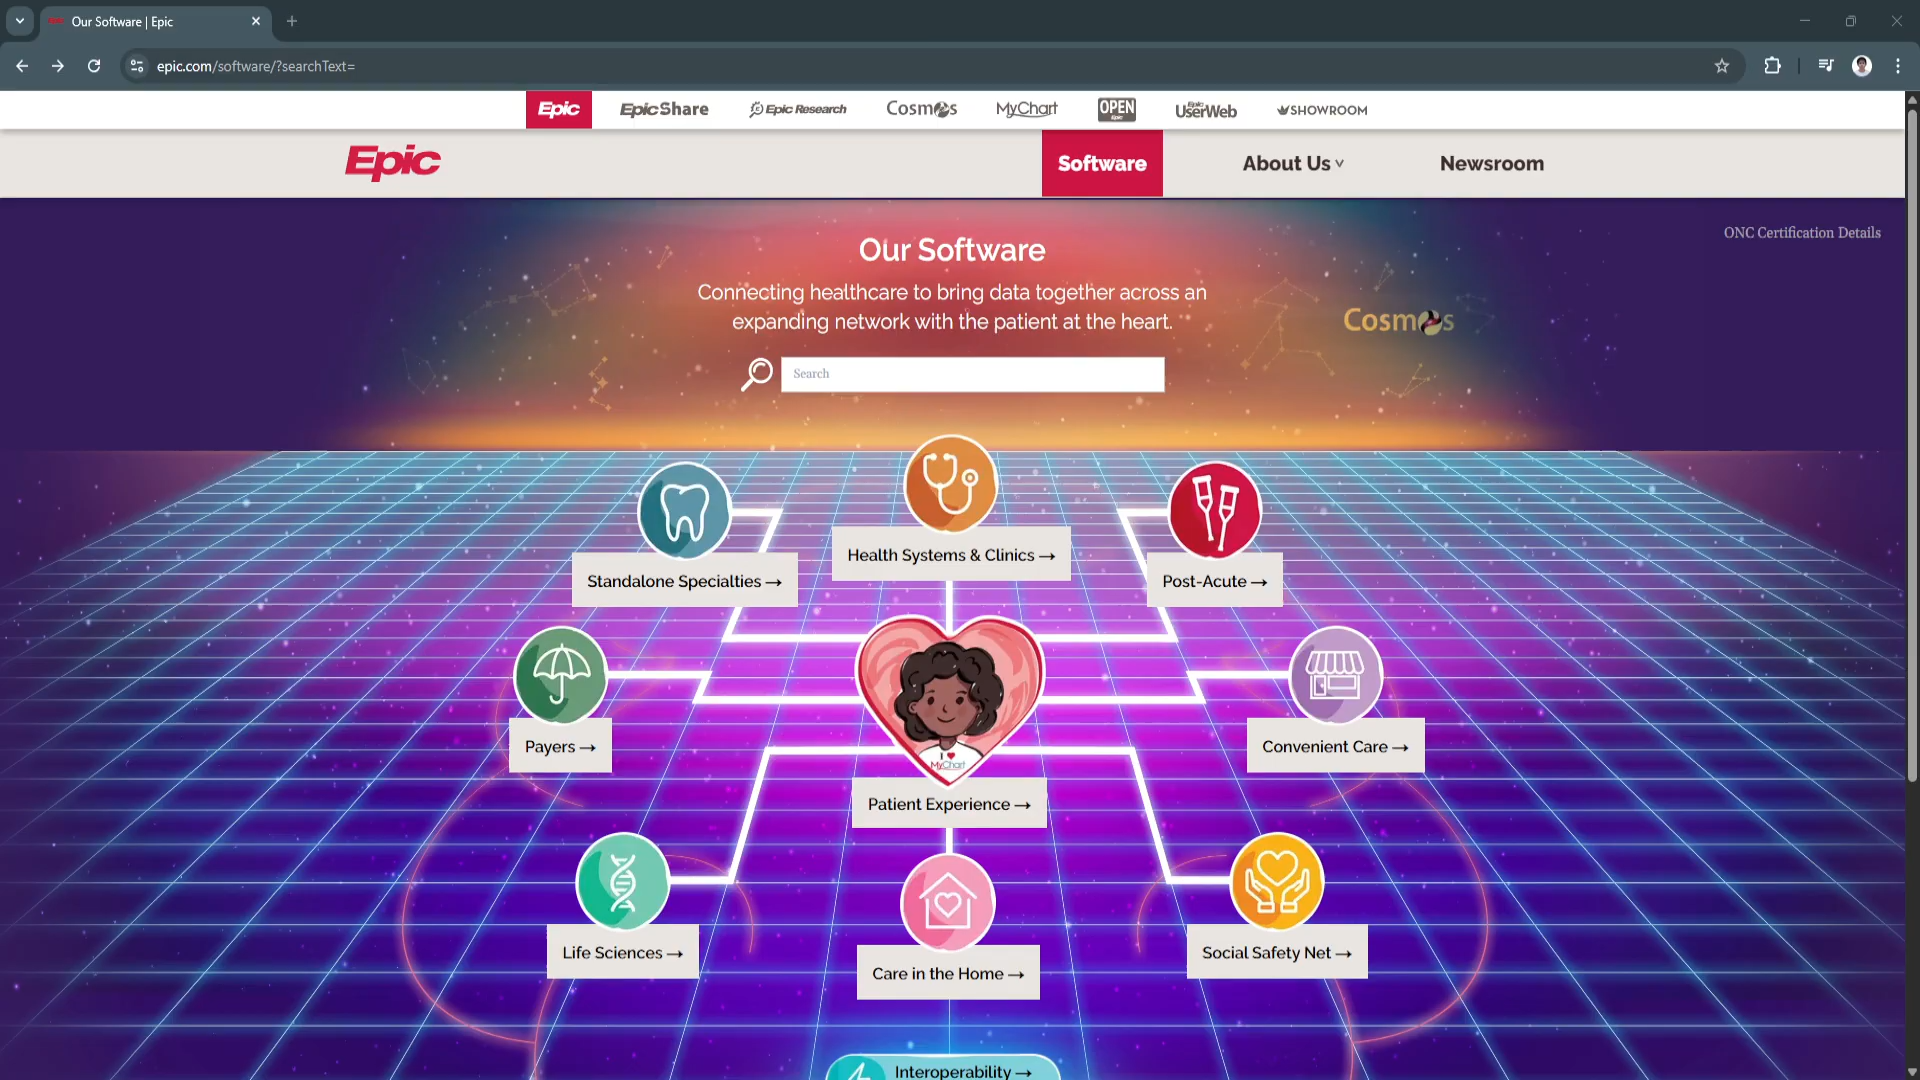 Our Software | Epic
epic.com/software/?searchText=
Epic
EpicShare
Epic Research
Cosmos
MyChart
OPEN
Epic
Epic
UserWeb
SHOWROOM
Epic
Software
About Us
Newsroom
ONC Certification Details
Our Software
Connecting healthcare to bring data together across an
expanding network with the patient at the heart.
Cosmos
Search
Health Systems & Clinics →
Standalone Specialties →
Post-Acute →
Payers →
Convenient Care →
I ♥
MyChart
Patient Experience →
Life Sciences →
Care in the Home →
Social Safety Net →
Interoperability →